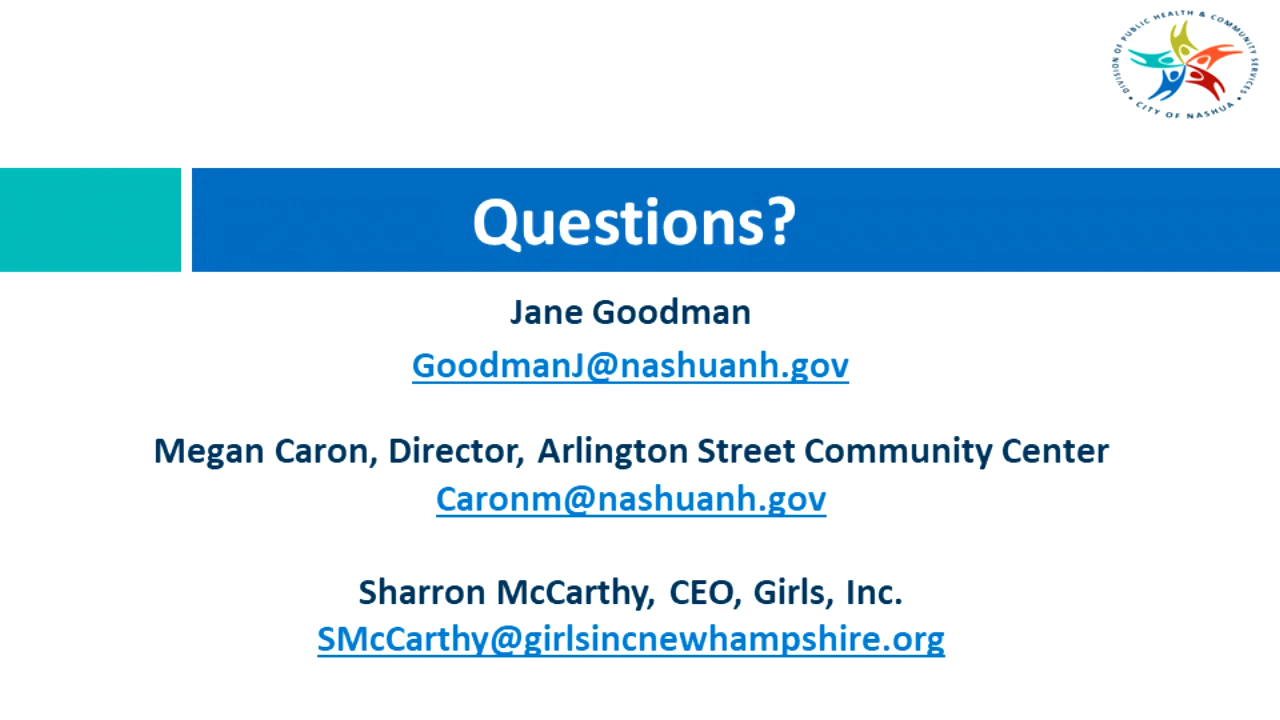 DIVISION OF PUBLIC HEALTH & COMMUNITY SERVICES
• CITY OF NASHUA •
Questions?
Jane Goodman
GoodmanJ@nashuanh.gov
Megan Caron, Director, Arlington Street Community Center
Caronm@nashuanh.gov
Sharron McCarthy, CEO, Girls, Inc.
SMcCarthy@girlsincnewhampshire.org